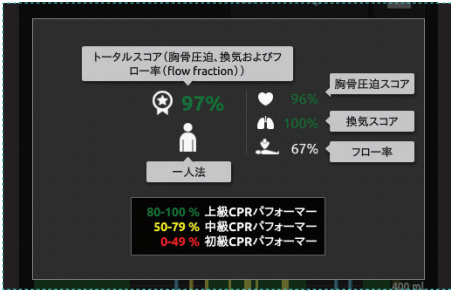 トータルスコア（胸骨圧迫、換気およびフ
ロー率（flow fraction））
97%
一人法
96%
胸骨圧迫スコア
100%
換気スコア
67%
フロー率
80-100 % 上級CPRパフォーマー
50-79 % 中級CPRパフォーマー
0-49 % 初級CPRパフォーマー
400 ml